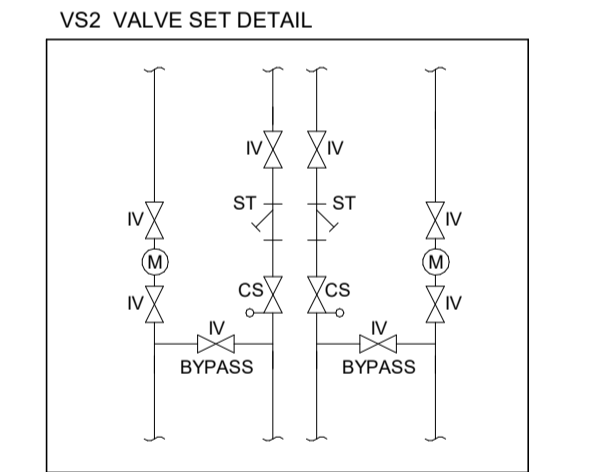 VS2 VALVE SET DETAIL
IV IV
ST ST
IV IV
M M
CS CS
IV IV
IV IV
BYPASS BYPASS